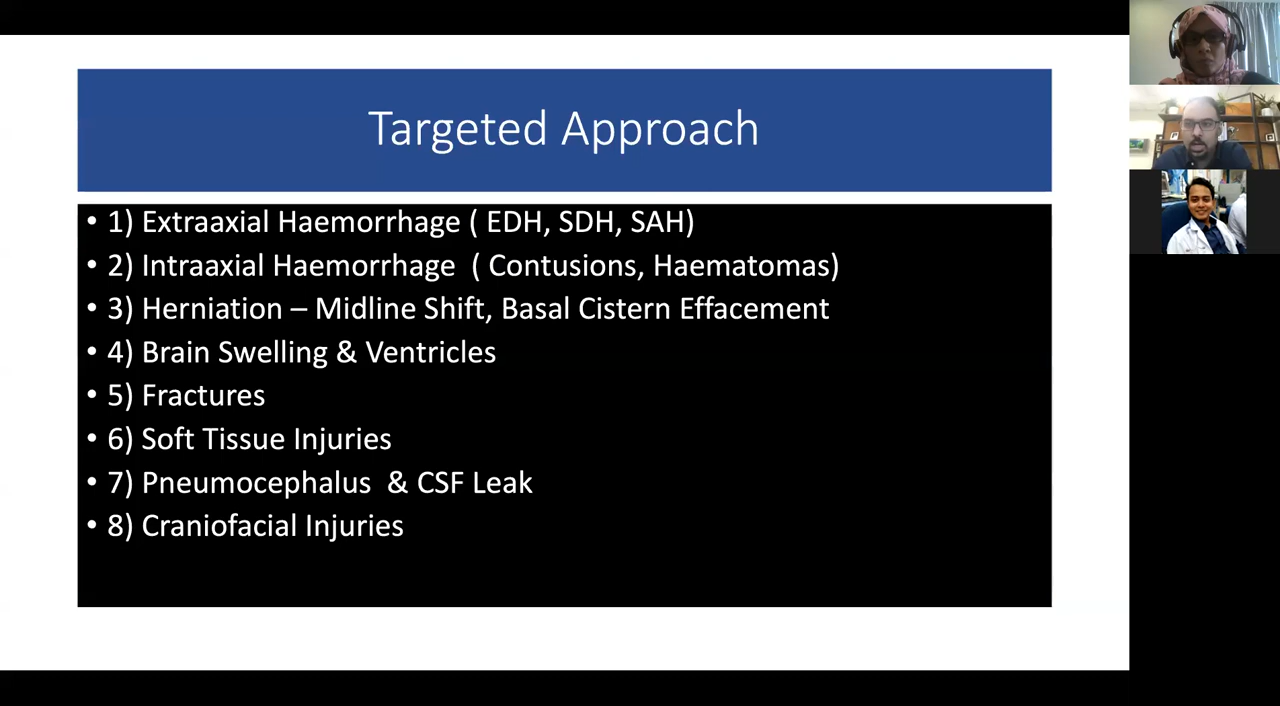 Targeted Approach
• 1) Extraaxial Haemorrhage ( EDH, SDH, SAH)
• 2) Intraaxial Haemorrhage ( Contusions, Haematomas)
• 3) Herniation – Midline Shift, Basal Cistern Effacement
• 4) Brain Swelling & Ventricles
• 5) Fractures
• 6) Soft Tissue Injuries
• 7) Pneumocephalus & CSF Leak
• 8) Craniofacial Injuries